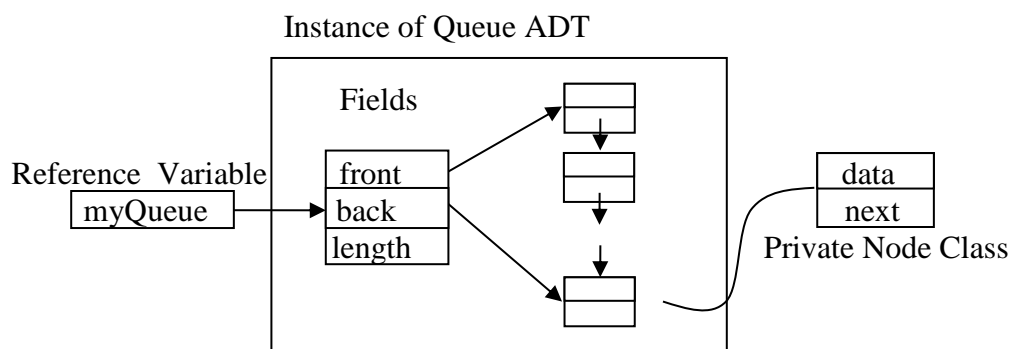 Instance of Queue ADT
Fields
Reference Variable
myQueue
front
back
length
data
next
Private Node Class